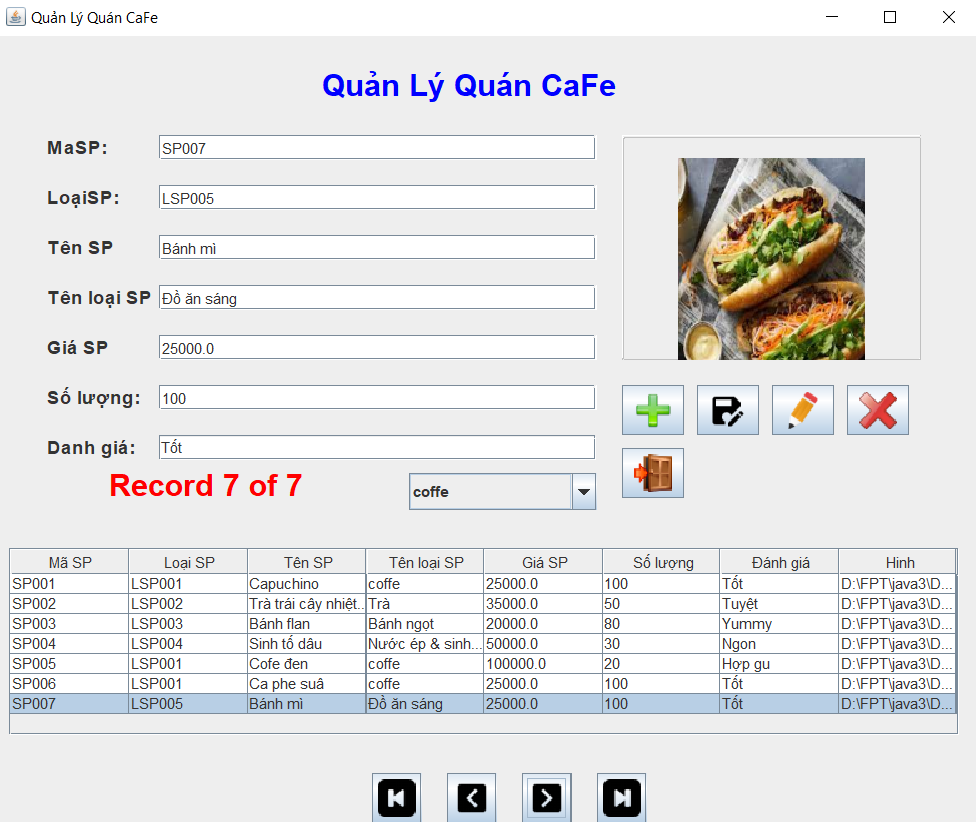 Quản Lý Quán CaFe
Quản Lý Quán CaFe
MaSP: SP007
LoạiSP: LSP005
Tên SP Bánh mì
Tên loại SP Đồ ăn sáng
Giá SP 25000.0
Số lượng: 100
Danh giá: Tốt
Record 7 of 7 coffe
Mã SP Loại SP Tên SP Tên loại SP Giá SP Số lượng Đánh giá Hinh
SP001 LSP001 Capuchino coffe 25000.0 100 Tốt D:\FPT\java3\D...
SP002 LSP002 Trà trái cây nhiệt... Trà 35000.0 50 Tuyệt D:\FPT\java3\D...
SP003 LSP003 Bánh flan Bánh ngọt 20000.0 80 Yummy D:\FPT\java3\D...
SP004 LSP004 Sinh tố dâu Nước ép & sinh... 50000.0 30 Ngon D:\FPT\java3\D...
SP005 LSP001 Cofe đen coffe 100000.0 20 Hợp gu D:\FPT\java3\D...
SP006 LSP001 Ca phe suâ coffe 25000.0 100 Tốt D:\FPT\java3\D...
SP007 LSP005 Bánh mì Đồ ăn sáng 25000.0 100 Tốt D:\FPT\java3\D...